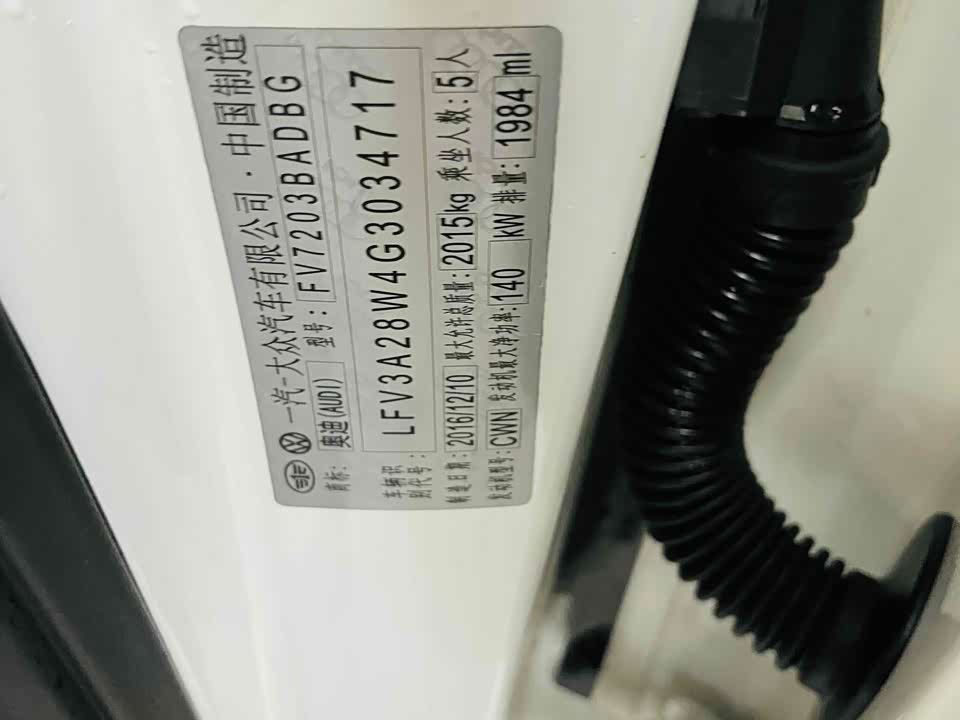 一汽-大众汽车有限公司·中国制造
商标: 奥迪(AUDI) 型号: FV7203BADBG
车辆识别代号: LFV3A28W4G3034717
制造日期: 2016/12/10 最大允许总质量: 2015kg 乘坐人数: 5人
发动机型号: CWN 发动机最大净功率: 140 kW 排量: 1984 ml